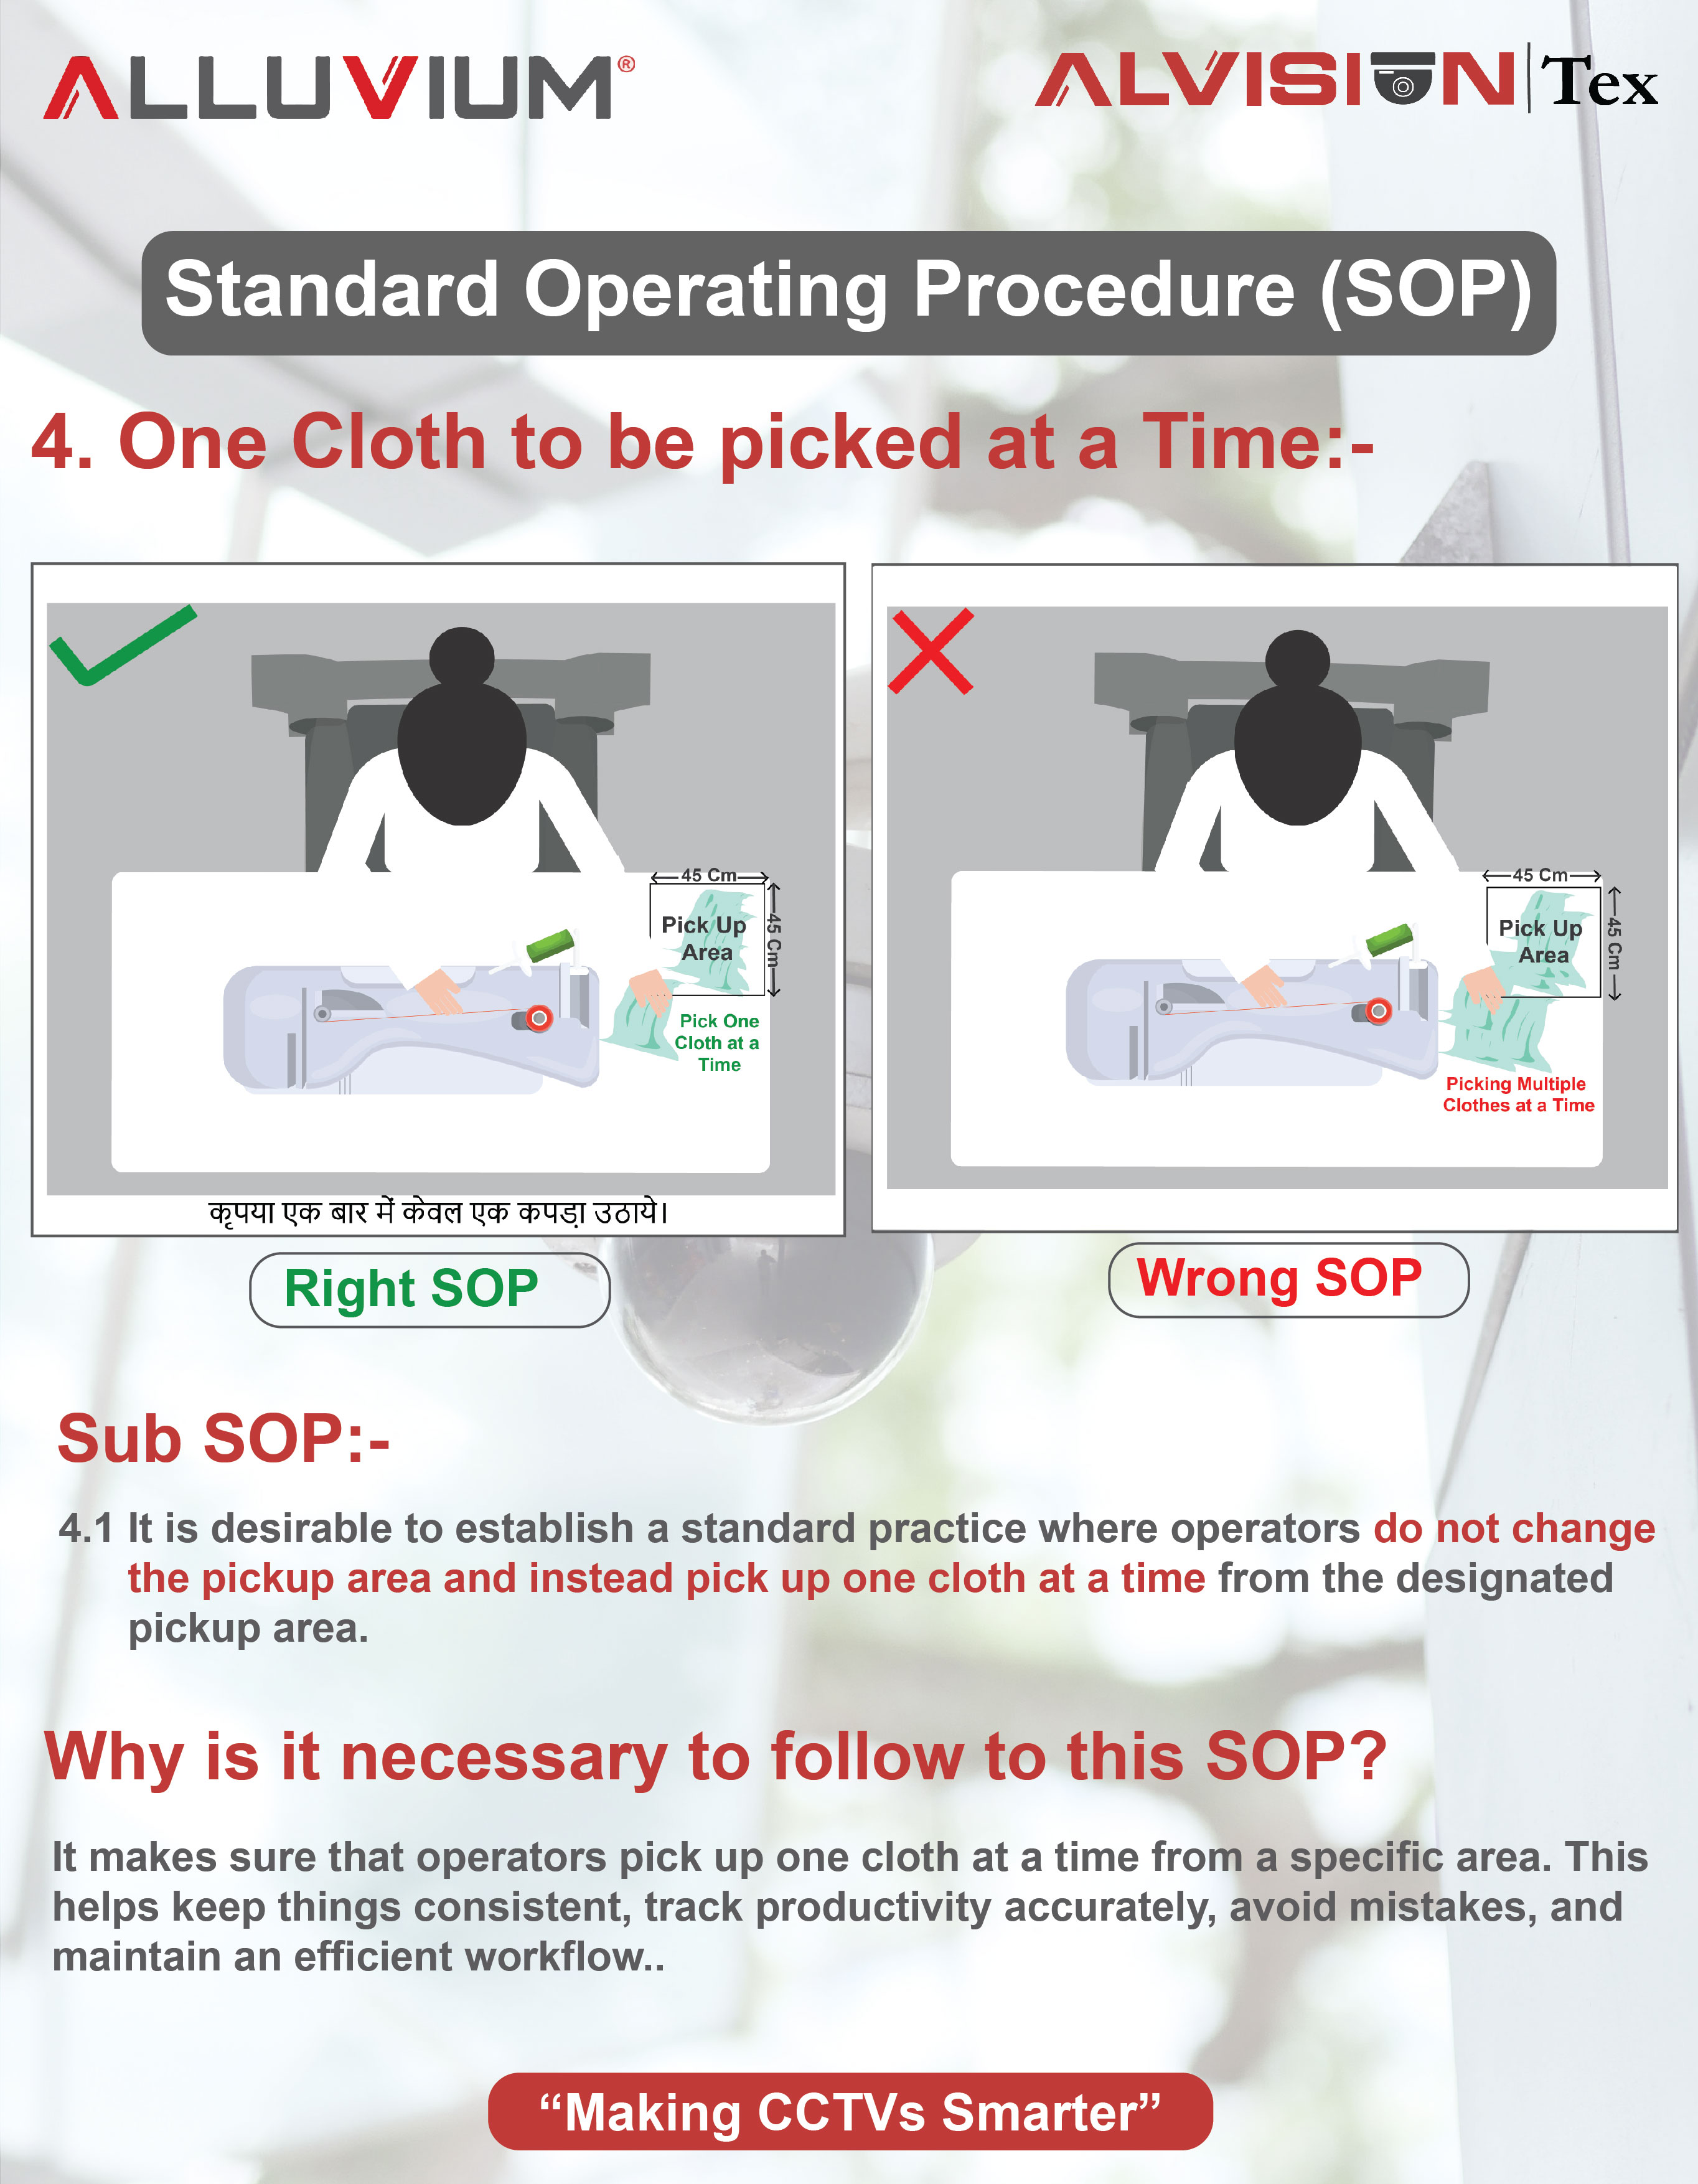 ALLUVIUM®
ALVISION | Tex
Standard Operating Procedure (SOP)
4. One Cloth to be picked at a Time:-
45 Cm
45 Cm
Pick Up
Area
Pick One
Cloth at a
Time
कृपया एक बार में केवल एक कपड़ा उठाये।
Right SOP
45 Cm
45 Cm
Pick Up
Area
Picking Multiple
Clothes at a Time
Wrong SOP
Sub SOP:-
4.1 It is desirable to establish a standard practice where operators do not change
the pickup area and instead pick up one cloth at a time from the designated
pickup area.
Why is it necessary to follow to this SOP?
It makes sure that operators pick up one cloth at a time from a specific area. This
helps keep things consistent, track productivity accurately, avoid mistakes, and
maintain an efficient workflow..
“Making CCTVs Smarter”